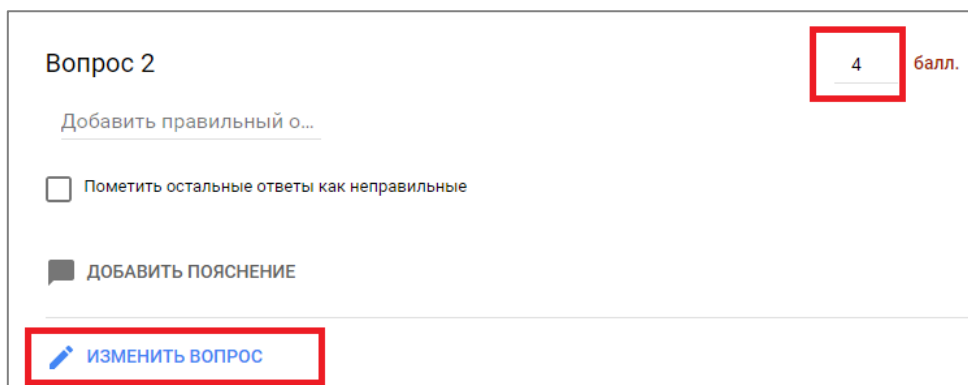 Вопрос 2
4 балл.
Добавить правильный о...
Пометить остальные ответы как неправильные
ДОБАВИТЬ ПОЯСНЕНИЕ
ИЗМЕНИТЬ ВОПРОС